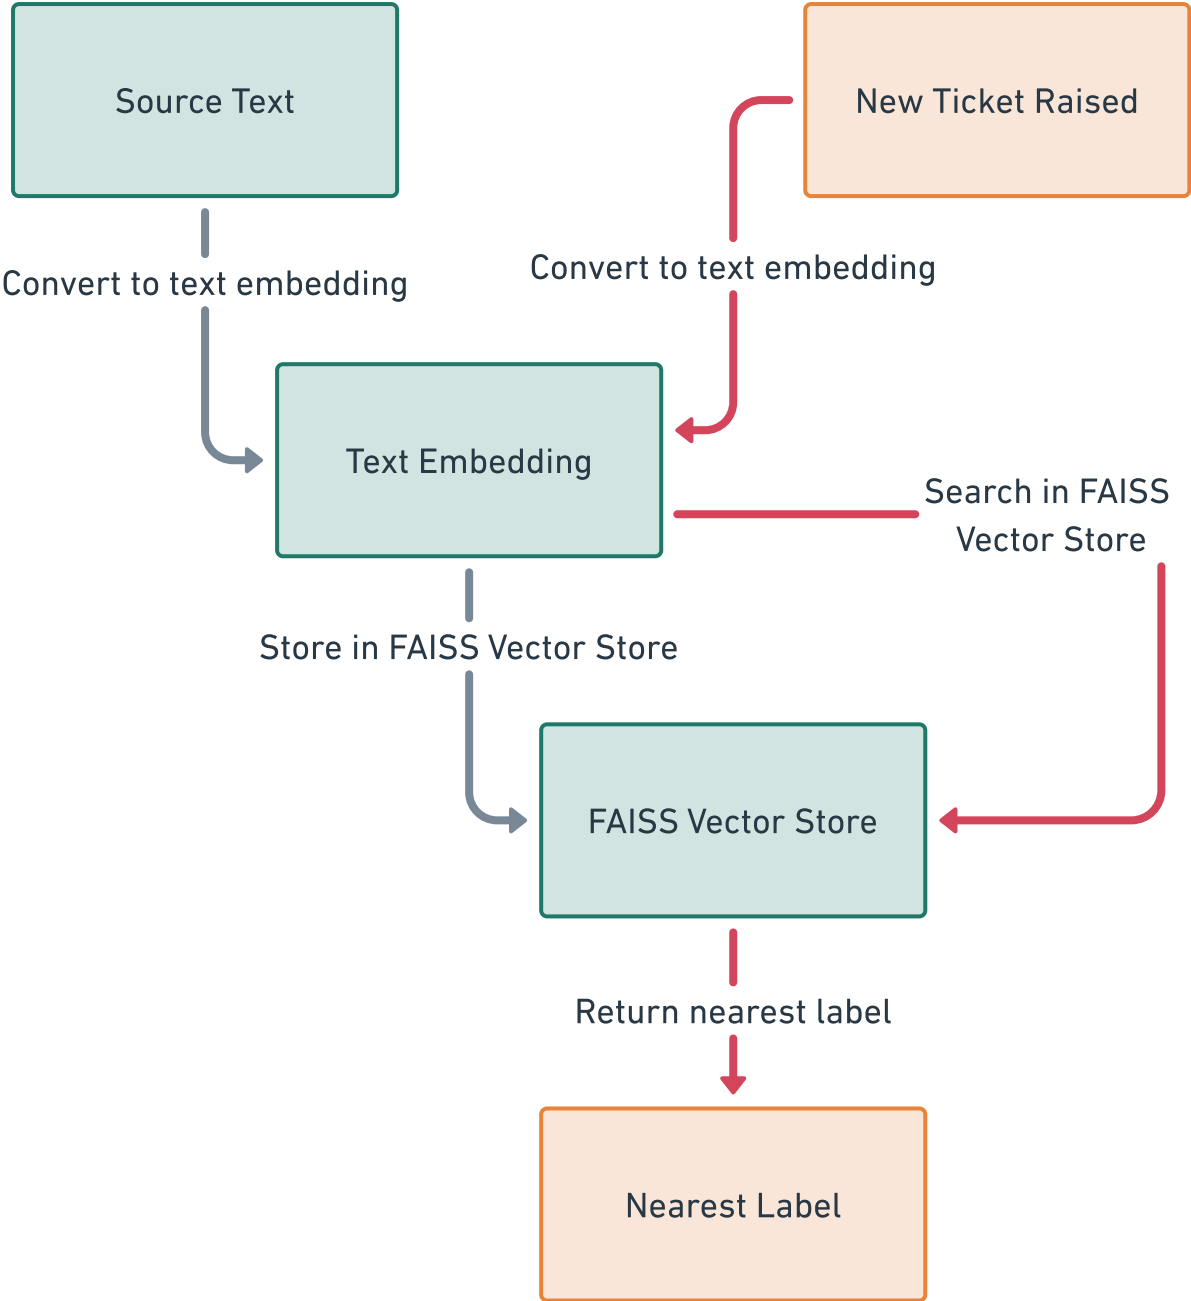 Source Text
New Ticket Raised
Convert to text embedding
Convert to text embedding
Text Embedding
Search in FAISS
Vector Store
Store in FAISS Vector Store
FAISS Vector Store
Return nearest label
Nearest Label